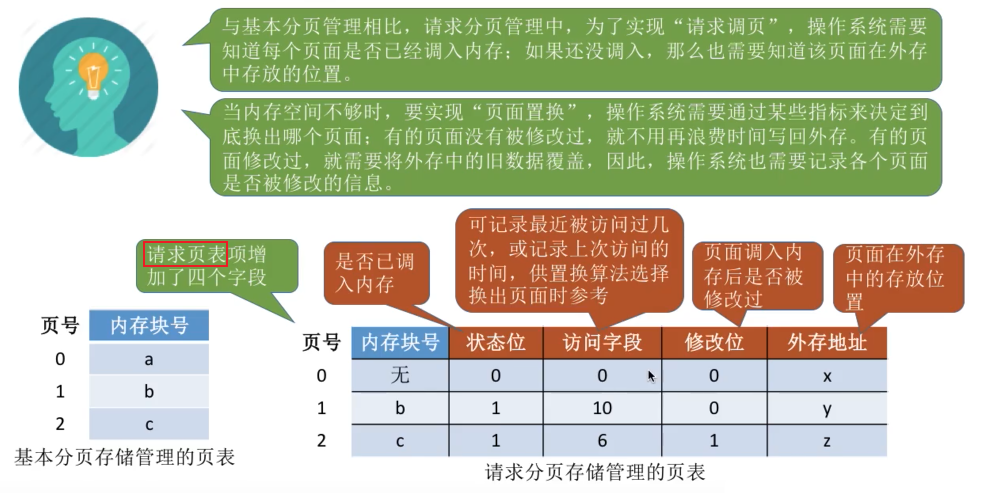 与基本分页管理相比，请求分页管理中，为了实现“请求调页”，操作系统需要
知道每个页面是否已经调入内存；如果还没调入，那么也需要知道该页面在外存
中存放的位置。
当内存空间不够时，要实现“页面置换”，操作系统需要通过某些指标来决定到
底换出哪个页面；有的页面没有被修改过，就不用再浪费时间写回外存。有的页
面修改过，就需要将外存中的旧数据覆盖，因此，操作系统也需要记录各个页面
是否被修改的信息。
请求页表项增
加了四个字段
是否已调
入内存
可记录最近被访问过几
次，或记录上次访问的
时间，供置换算法选择
换出页面时参考
页面调入内
存后是否被
修改过
页面在外存
中的存放位
置
页号 内存块号
0 a
1 b
2 c
基本分页存储管理的页表
页号 内存块号 状态位 访问字段 修改位 外存地址
0 无 0 0 0 x
1 b 1 10 0 y
2 c 1 6 1 z
请求分页存储管理的页表